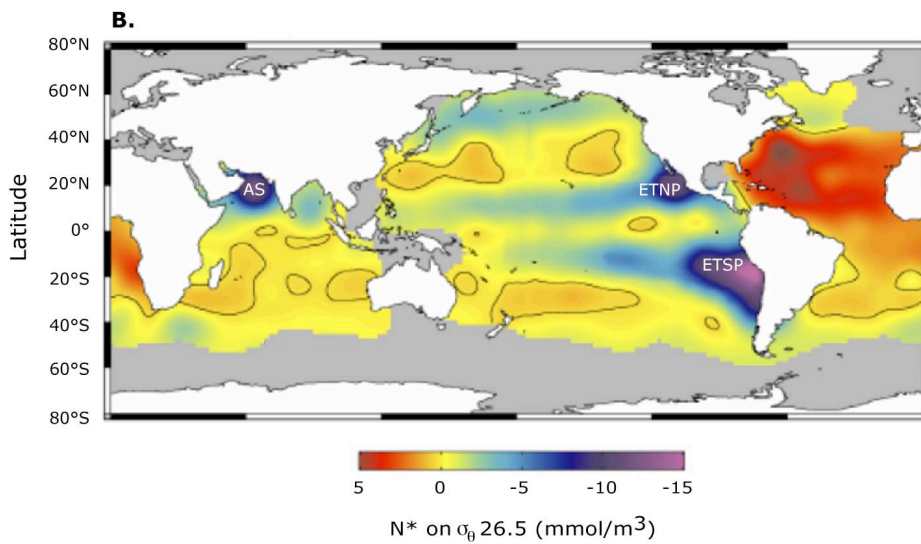 B.
80°N
60°N
40°N
20°N
0°
20°S
40°S
60°S
80°S
Latitude
AS
ETNP
ETSP
5 0 -5 -10 -15
N* on σθ 26.5 (mmol/m³)